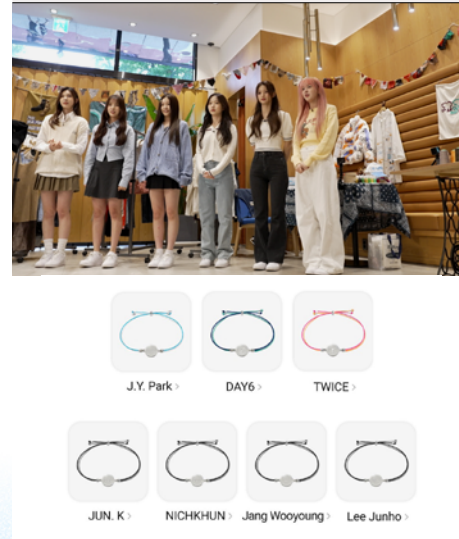 J.Y. Park >
DAY6 >
TWICE >
JUN. K >
NICHKHUN >
Jang Wooyoung >
Lee Junho >